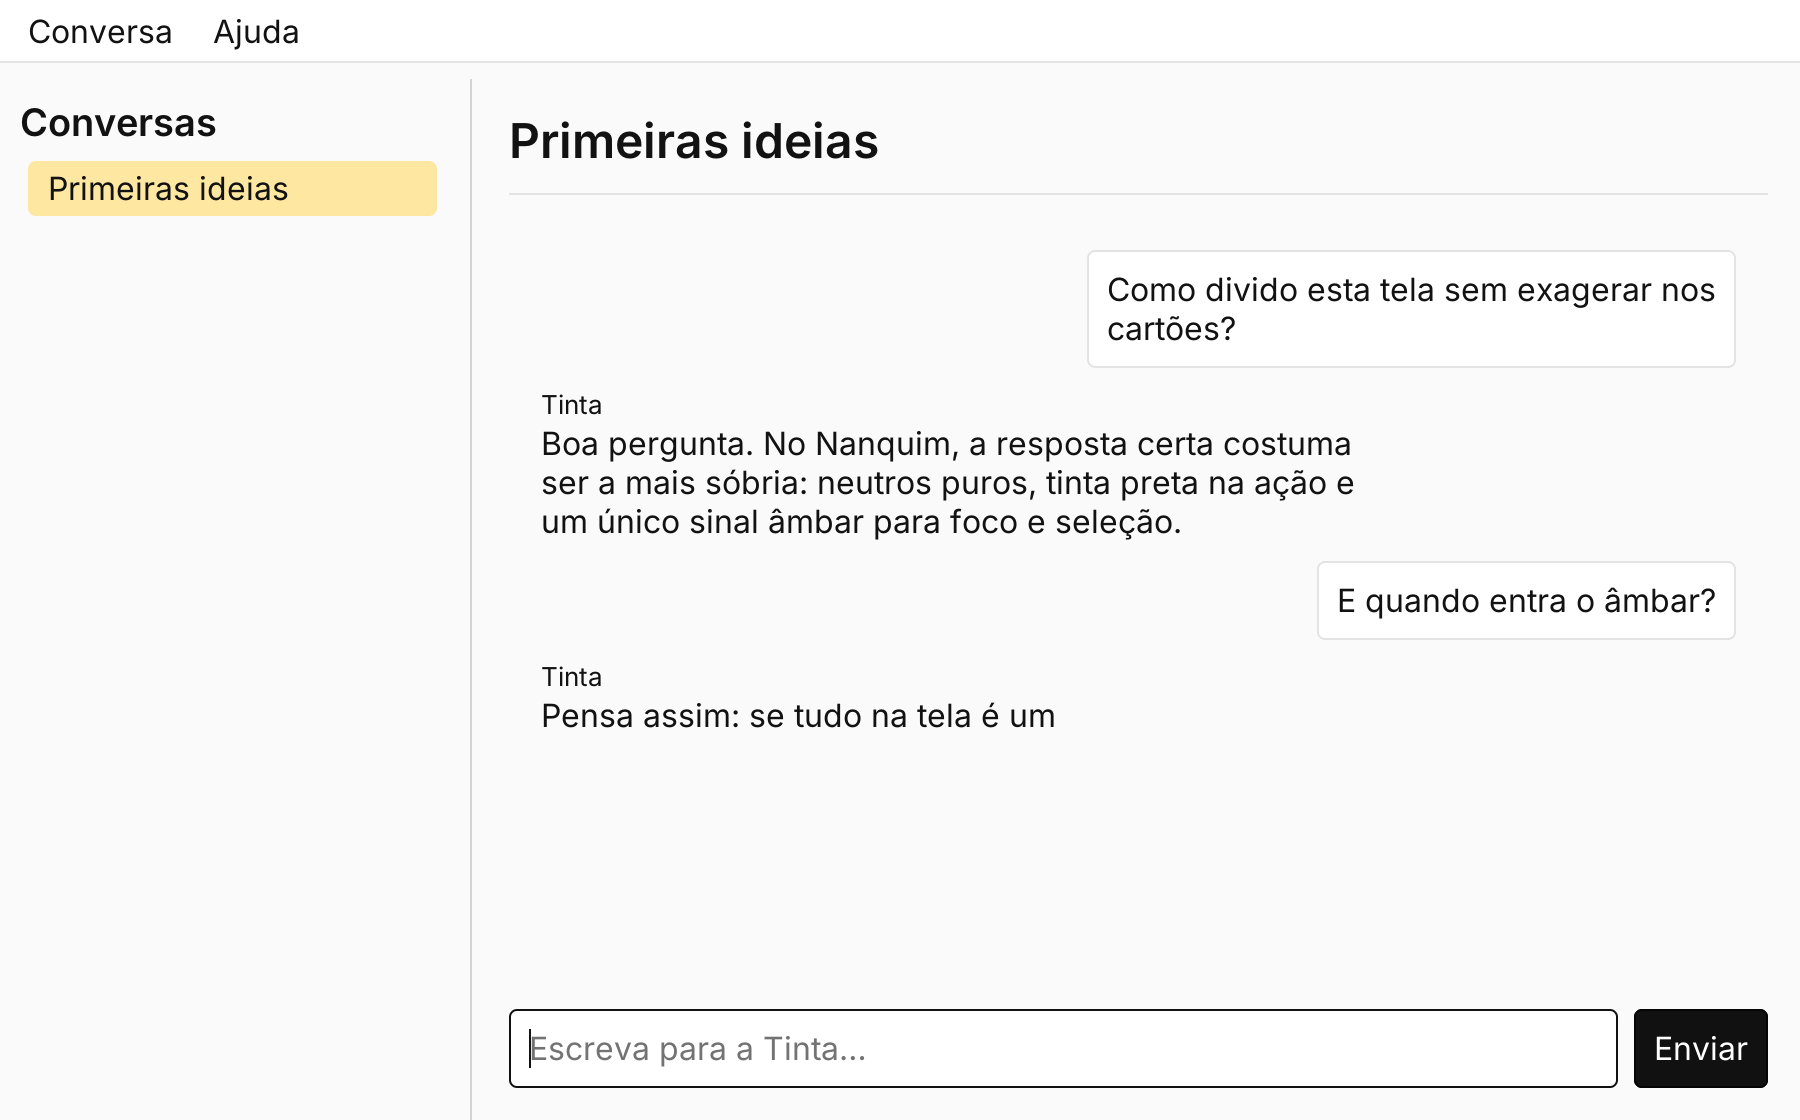 Conversa Ajuda
Conversas
Primeiras ideias
Primeiras ideias
Como divido esta tela sem exagerar nos
cartões?
Tinta
Boa pergunta. No Nanquim, a resposta certa costuma
ser a mais sóbria: neutros puros, tinta preta na ação e
um único sinal âmbar para foco e seleção.
E quando entra o âmbar?
Tinta
Pensa assim: se tudo na tela é um
Escreva para a Tinta...
Enviar